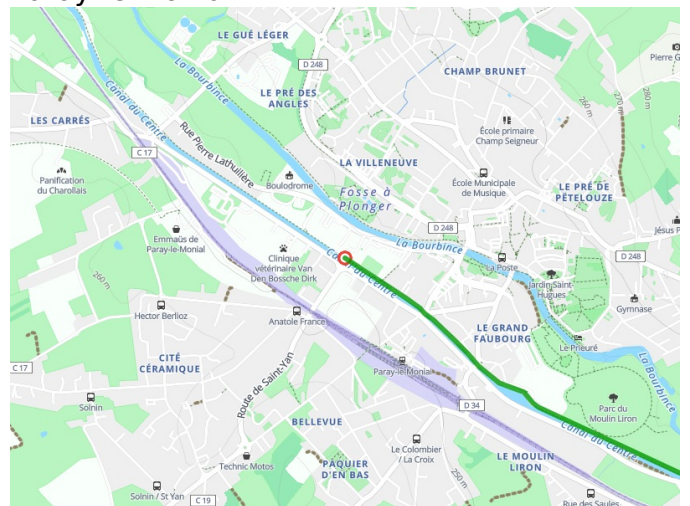 LE GUÉ LÉGER
D 248
Pierre G
La Bourbince
CHAMP BRUNET
270 m
280 m
260 m
Canal du Centre
LE PRÉ DES
ANGLES
LES CARRÉS
C 17
Rue Pierre Lathuillière
École primaire
Champ Seigneur
LA VILLENEUVE
Panification
du Charollais
Boulodrome
Fosse à
Plonger
École Municipale
de Musique
LE PRÉ DE
PÉTELOUZE
D 248
Jésus P
Emmaüs de
Paray-le-Monial
La Bourbince
Clinique
vétérinaire Van
Den Bossche Dirk
La Poste
D 248
Canal du Centre
260 m
Jardin Saint
Hugues
Hector Berlioz
Anatole France
Gymnase
LE GRAND
FAUBOURG
Le Prieuré
CITÉ
CÉRAMIQUE
C 17
Paray-le-Monial
La Bourbince
Route de Saint-Yan
Solnin
D 34
Parc du
Moulin Liron
BELLEVUE
Canal du Centre
Le Colombier
/ La Croix
LE MOULIN
LIRON
Technic Motos
PÂQUIER
D'EN BAS
250 m
Solnin / St Yan
C 19
Rue des Saules